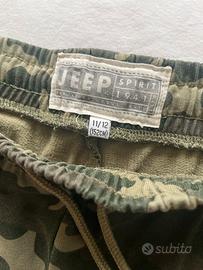 JEEP
SPIRIT
1941
11/12
(152CM)
subito